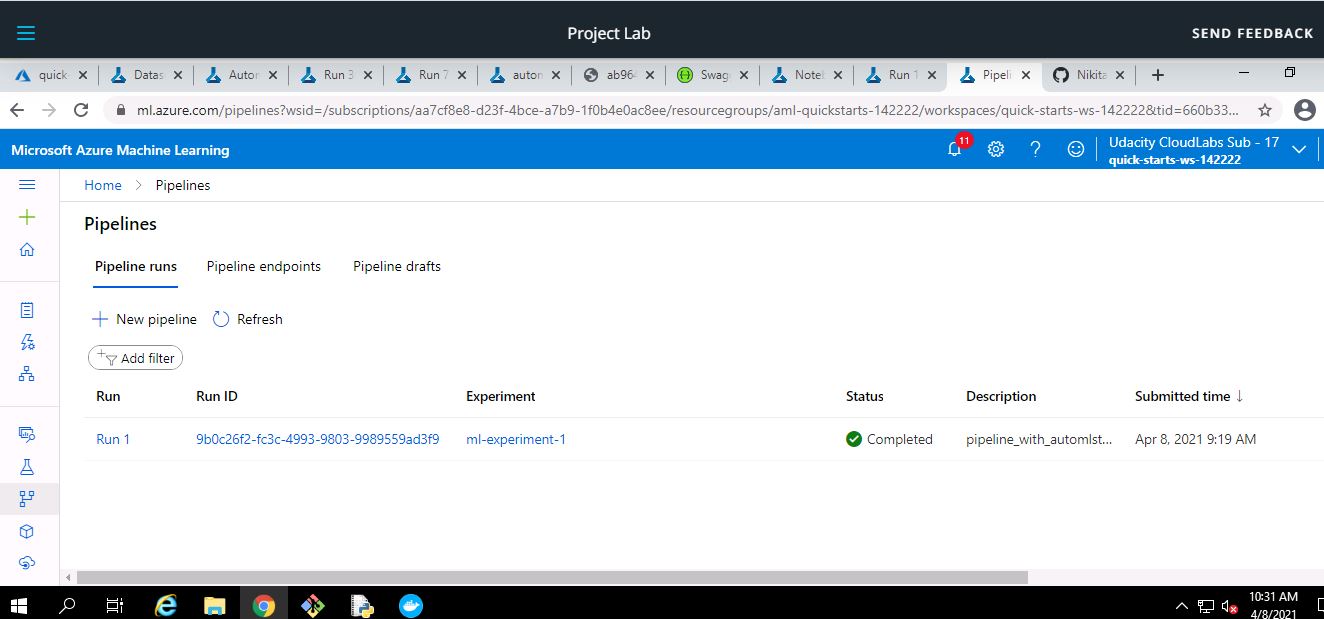 Project Lab
SEND FEEDBACK
quick
Datas
Autor
Run 3
Run 7
auton
ab964
Swag
Notel
Run 1
Pipeli
Nikita
ml.azure.com/pipelines?wsid=/subscriptions/aa7cf8e8-d23f-4bce-a7b9-1f0b4e0ac8ee/resourcegroups/aml-quickstarts-142222/workspaces/quick-starts-ws-142222&tid=660b33...
Microsoft Azure Machine Learning
11
Udacity CloudLabs Sub - 17
quick-starts-ws-142222
Home > Pipelines
Pipelines
Pipeline runs Pipeline endpoints Pipeline drafts
New pipeline Refresh
Add filter
Run Run ID Experiment Status Description Submitted time ↓
Run 1 9b0c26f2-fc3c-4993-9803-9989559ad3f9 ml-experiment-1 Completed pipeline_with_automlst... Apr 8, 2021 9:19 AM
10:31 AM
4/8/2021